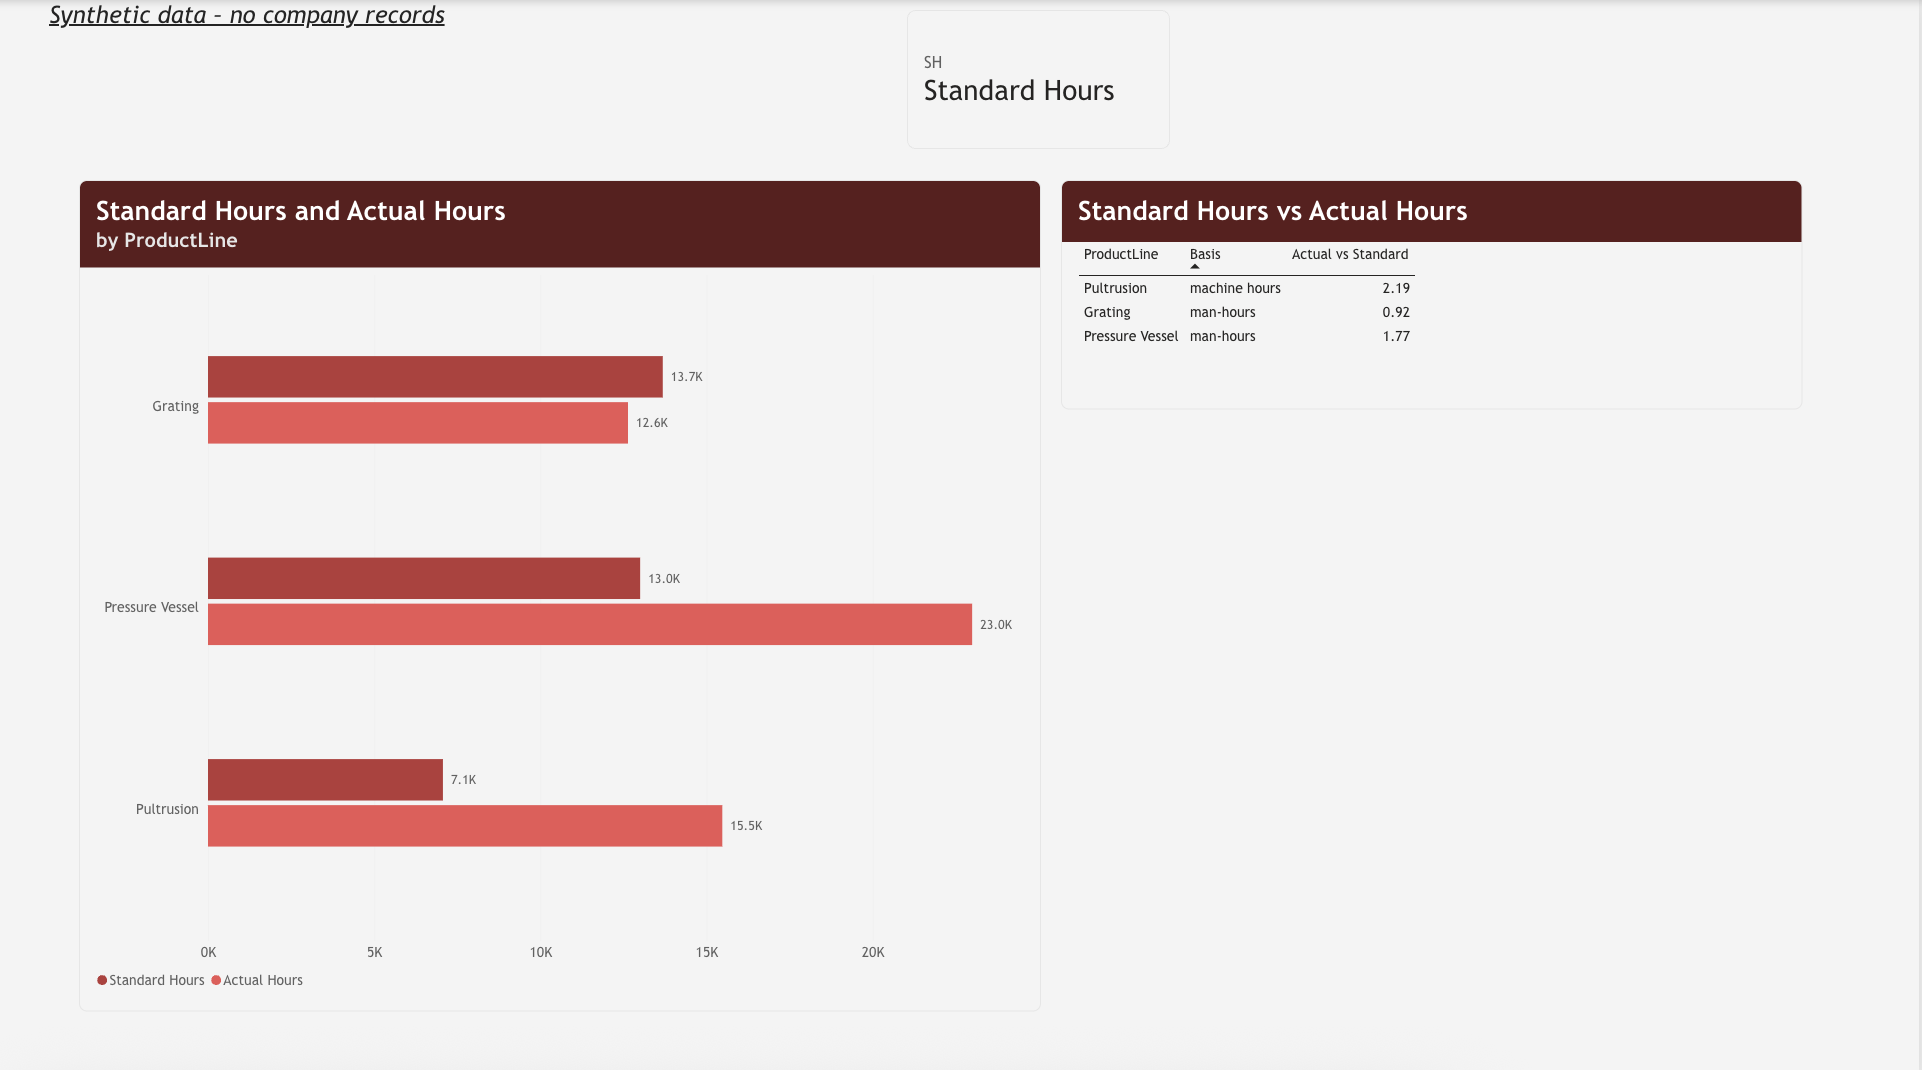 Synthetic data – no company records
SH
Standard Hours
Standard Hours and Actual Hours
by ProductLine
Grating
13.7K
12.6K
Pressure Vessel
13.0K
23.0K
Pultrusion
7.1K
15.5K
0K 5K 10K 15K 20K
Standard Hours Actual Hours
Standard Hours vs Actual Hours
ProductLine Basis Actual vs Standard
Pultrusion machine hours 2.19
Grating man-hours 0.92
Pressure Vessel man-hours 1.77